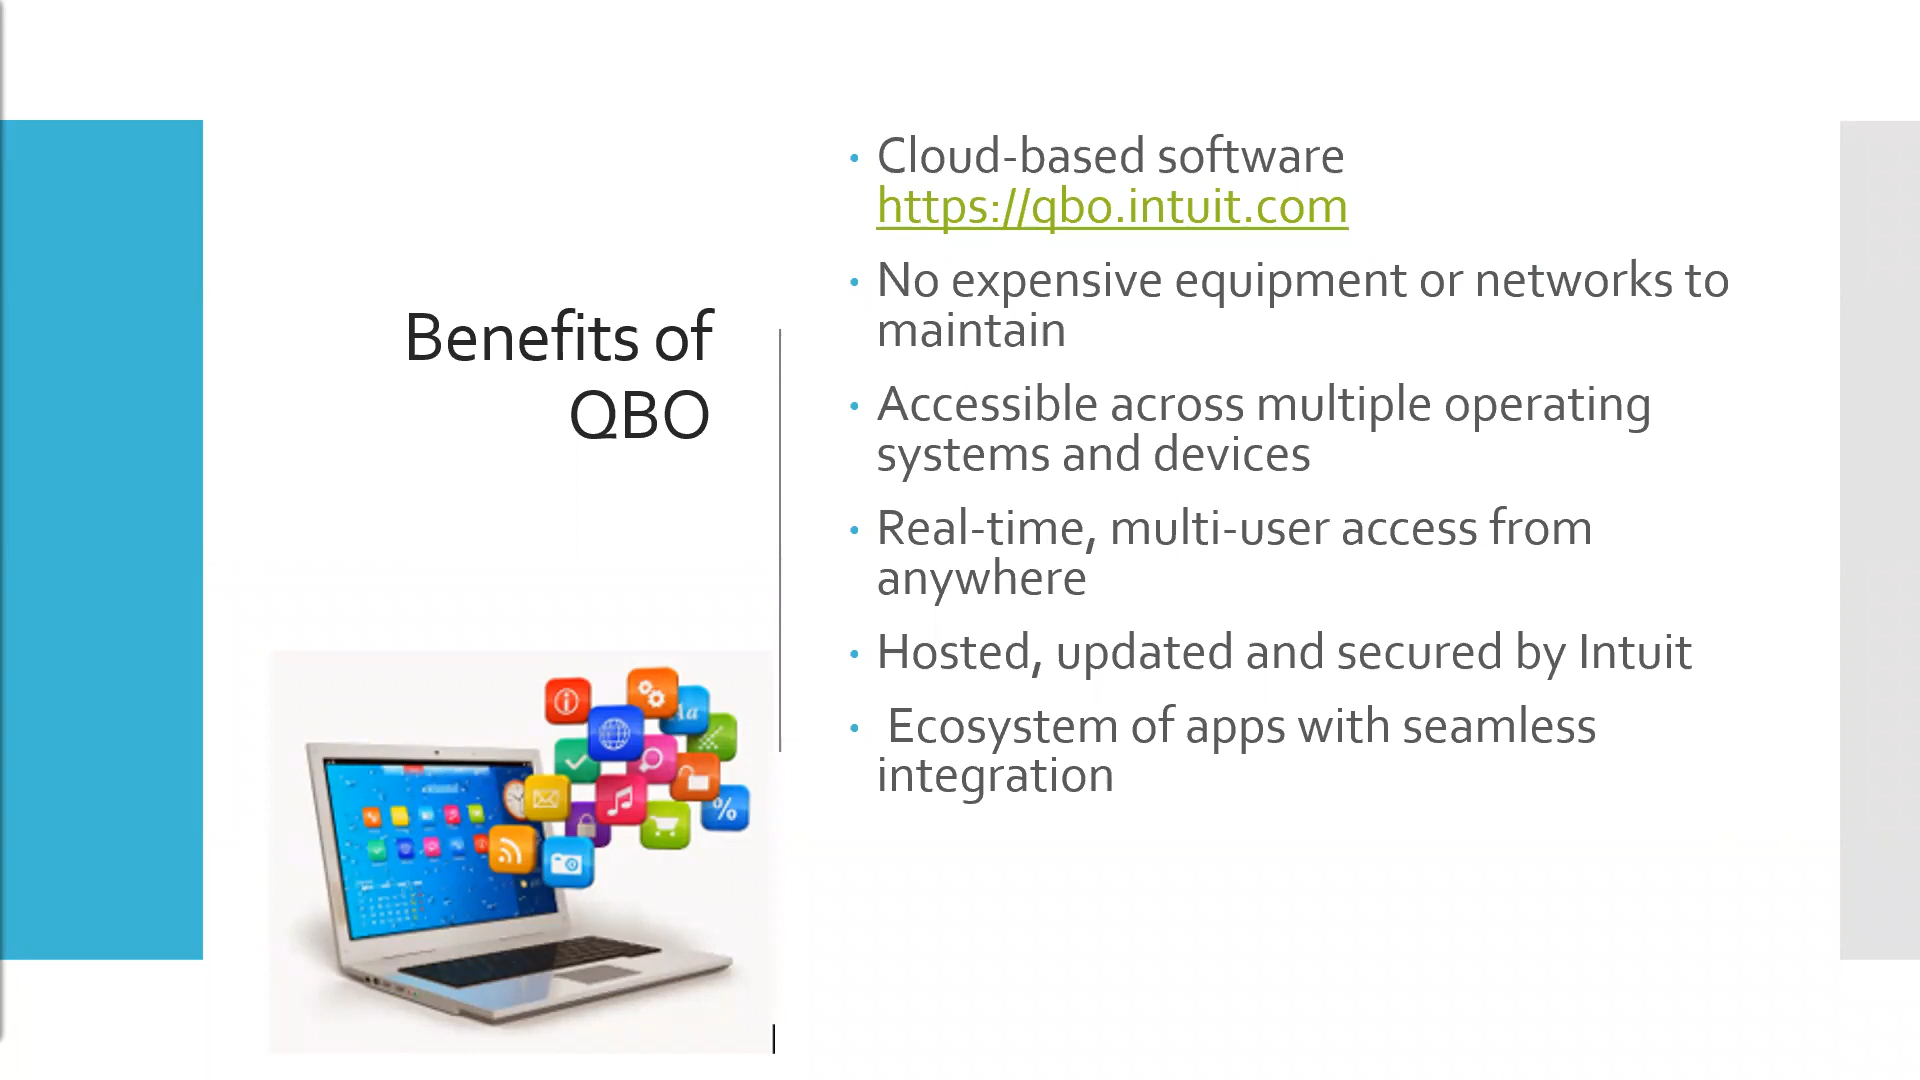 Benefits of
QBO
• Cloud-based software
https://qbo.intuit.com
• No expensive equipment or networks to
maintain
• Accessible across multiple operating
systems and devices
• Real-time, multi-user access from
anywhere
• Hosted, updated and secured by Intuit
• Ecosystem of apps with seamless
integration
Aa
%